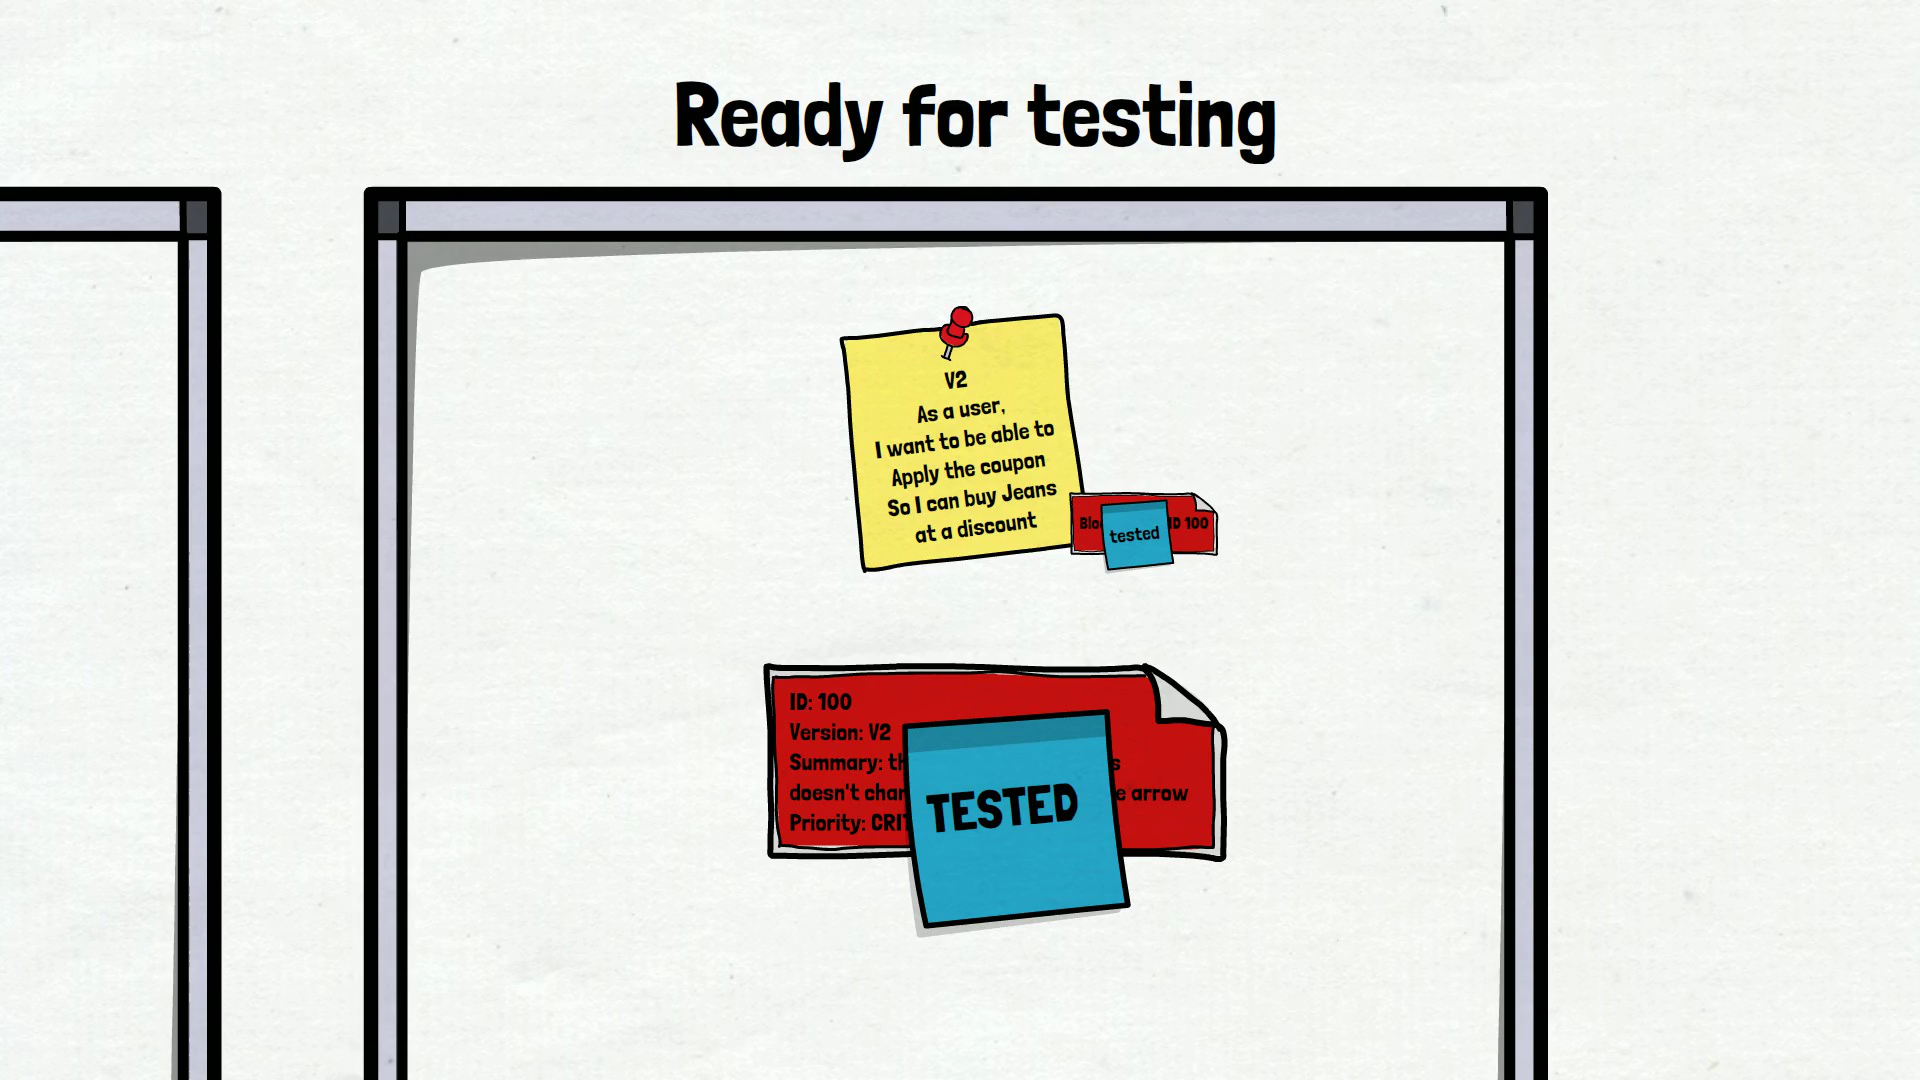 Ready for testing
V2
As a user,
I want to be able to
Apply the coupon
So I can buy Jeans
at a discount
ID 100
tested
ID: 100
Version: V2
Summary:
doesn't
arrow
Priority:
TESTED